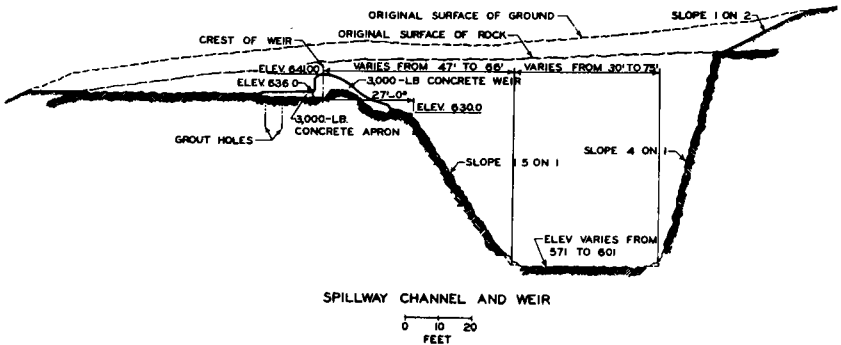 ORIGINAL SURFACE OF GROUND
SLOPE 1 ON 2
ORIGINAL SURFACE OF ROCK
CREST OF WEIR
ELEV. 641.00
VARIES FROM 47' TO 66'
VARIES FROM 30' TO 75'
ELEV. 636.0
3,000-LB CONCRETE WEIR
27'-0"
ELEV. 630.0
3,000-LB.
CONCRETE APRON
GROUT HOLES
SLOPE 1.5 ON 1
SLOPE 4 ON 1
ELEV VARIES FROM
571 TO 601
SPILLWAY CHANNEL AND WEIR
0 10 20
FEET